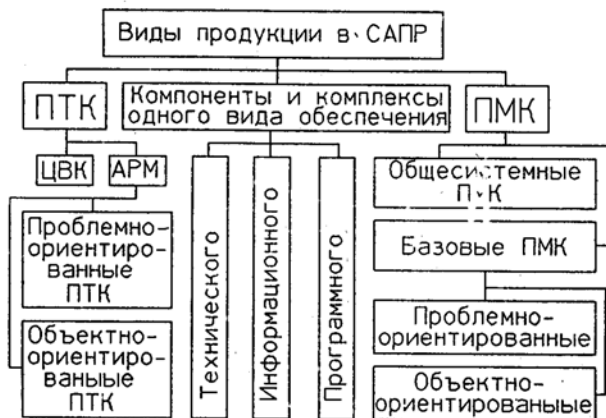 Виды продукции в САПР
ПТК
Компоненты и комплексы
одного вида обеспечения
ПМК
ЦВК
АРМ
Проблемно-
ориентиро-
ванные
ПТК
Объектно-
ориентиро-
ваныые
ПТК
Технического
Информационного
Программного
Общесистемные
Базовые ПМК
Проблемно-
ориентированные
Объектно-
ориентированыые